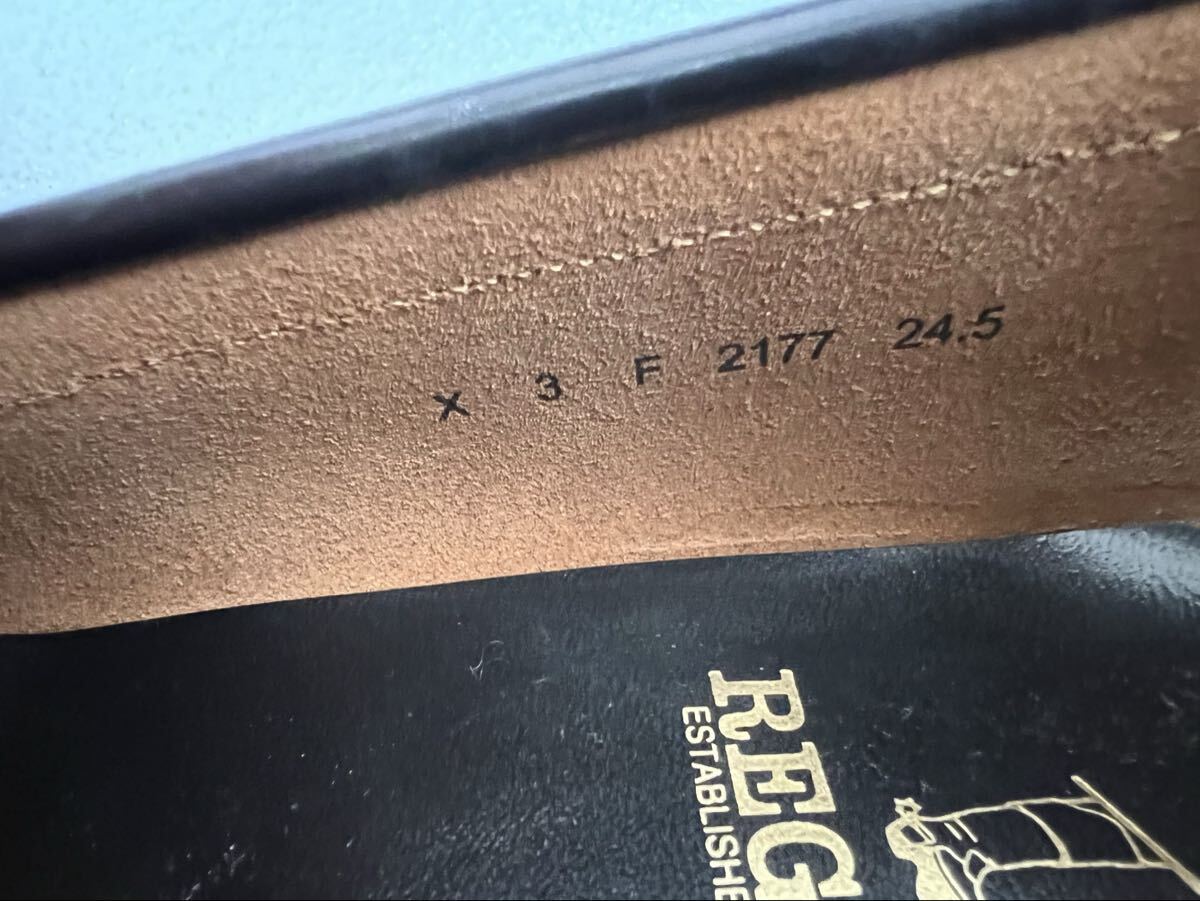 X 3 F 2177 24.5
REG
ESTABLISHE